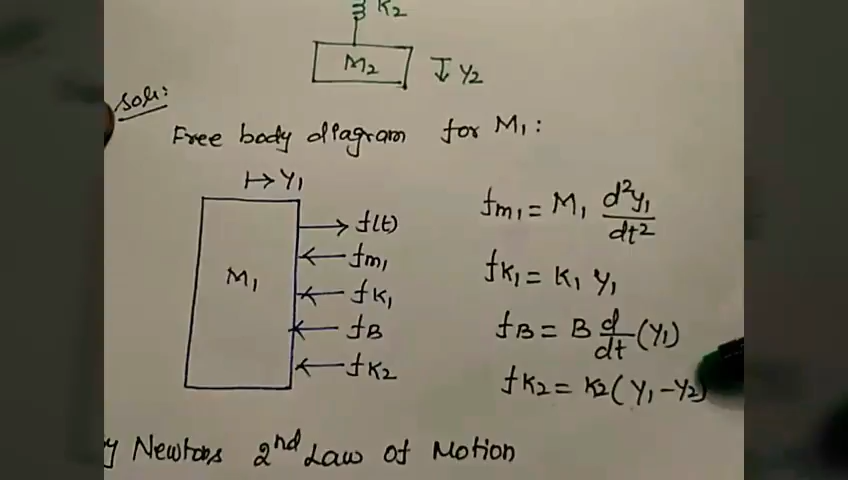 K2
M2 Y2
Soln:
Free body diagram for M1:
Y1
M1
f(t)
fm1
fK1
fB
fK2
fm1 = M1 d²y1/dt²
fK1 = K1 y1
fB = B d/dt (y1)
fK2 = K2 (y1-y2)
Newtons 2nd Law of Motion